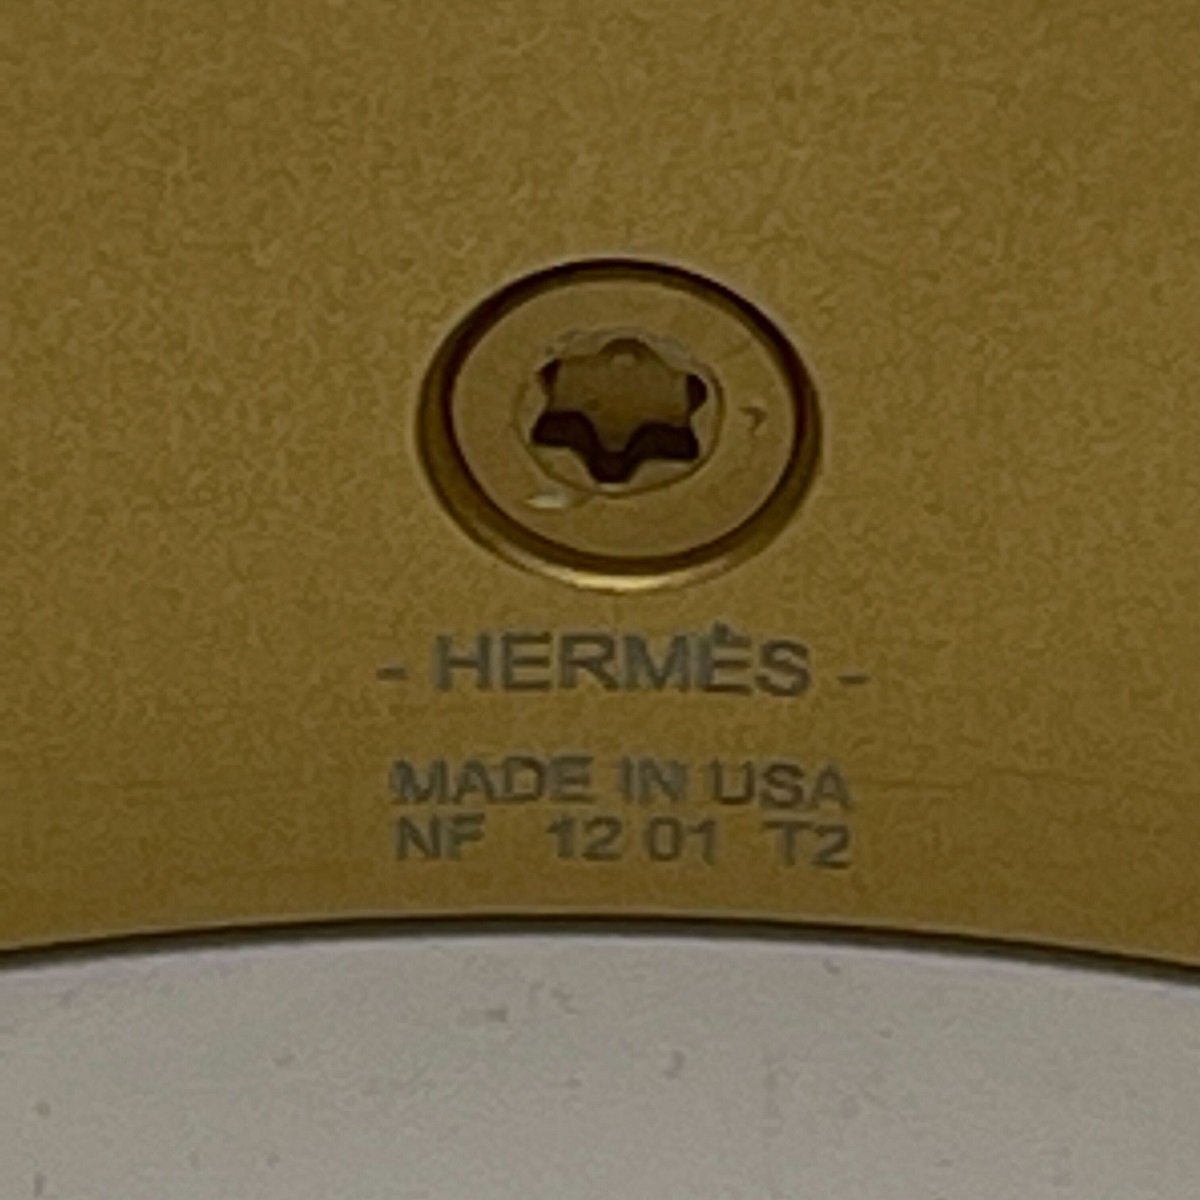 - HERMÈS -
MADE IN USA
NF 12 01 T2